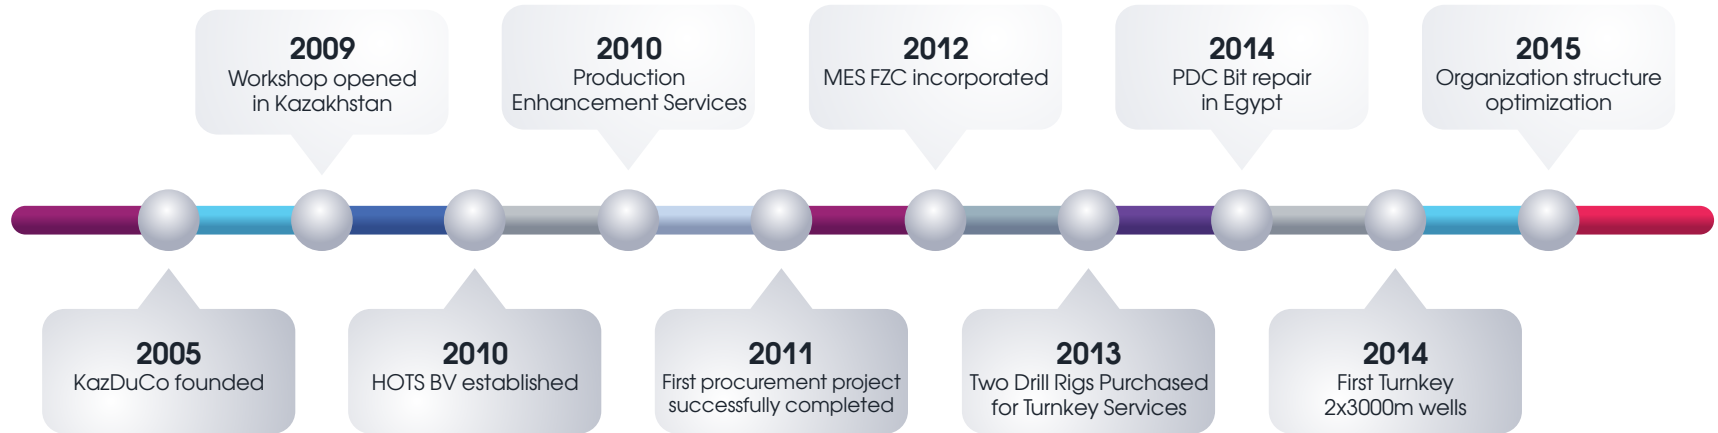 2009
Workshop opened
in Kazakhstan
2010
Production
Enhancement Services
2012
MES FZC incorporated
2014
PDC Bit repair
in Egypt
2015
Organization structure
optimization
2005
KazDuCo founded
2010
HOTS BV established
2011
First procurement project
successfully completed
2013
Two Drill Rigs Purchased
for Turnkey Services
2014
First Turnkey
2x3000m wells